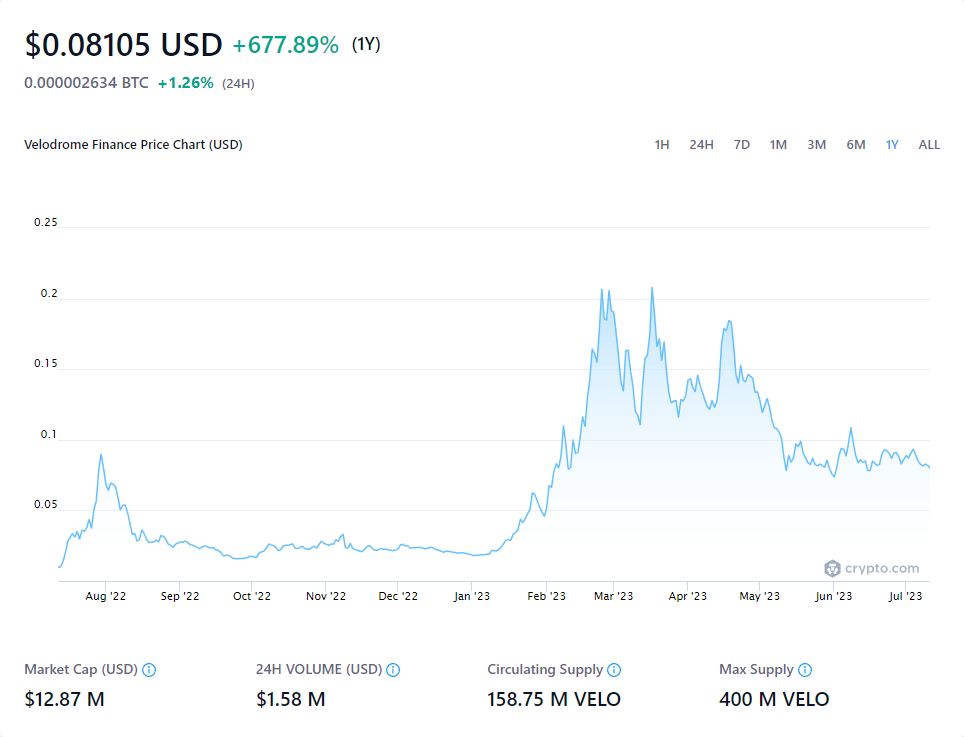 $0.08105 USD +677.89% (1Y)
0.000002634 BTC +1.26% (24H)
Velodrome Finance Price Chart (USD) 1H 24H 7D 1M 3M 6M 1Y ALL
0.25
0.2
0.15
0.1
0.05
crypto.com
Aug '22 Sep '22 Oct '22 Nov '22 Dec '22 Jan '23 Feb '23 Mar '23 Apr '23 May '23 Jun '23 Jul '23
Market Cap (USD) 24H VOLUME (USD) Circulating Supply Max Supply
$12.87 M $1.58 M 158.75 M VELO 400 M VELO